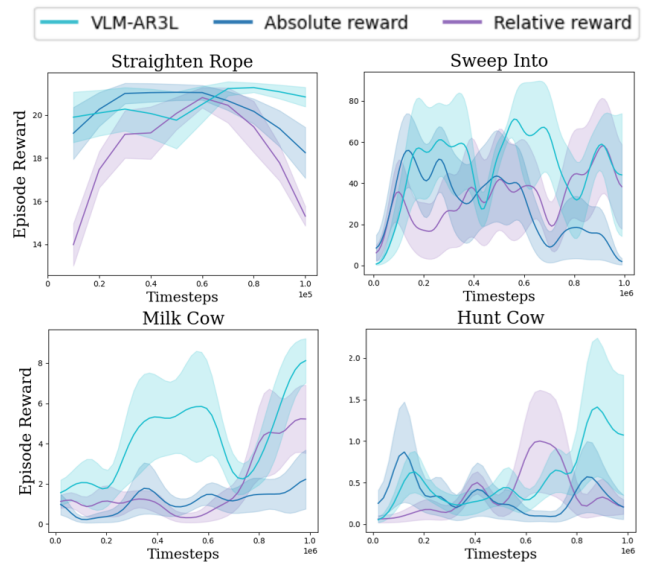 VLM-AR3L Absolute reward Relative reward
Straighten Rope Sweep Into
Episode Reward
20
18
16
14
0 0.2 0.4 0.6 0.8 1.0
1e5
Timesteps
80
60
40
20
0
0 0.2 0.4 0.6 0.8 1.0
1e6
Timesteps
Milk Cow Hunt Cow
Episode Reward
8
6
4
2
0
0 0.2 0.4 0.6 0.8 1.0
1e6
Timesteps
2.0
1.5
1.0
0.5
0.0
0 0.2 0.4 0.6 0.8 1.0
1e6
Timesteps